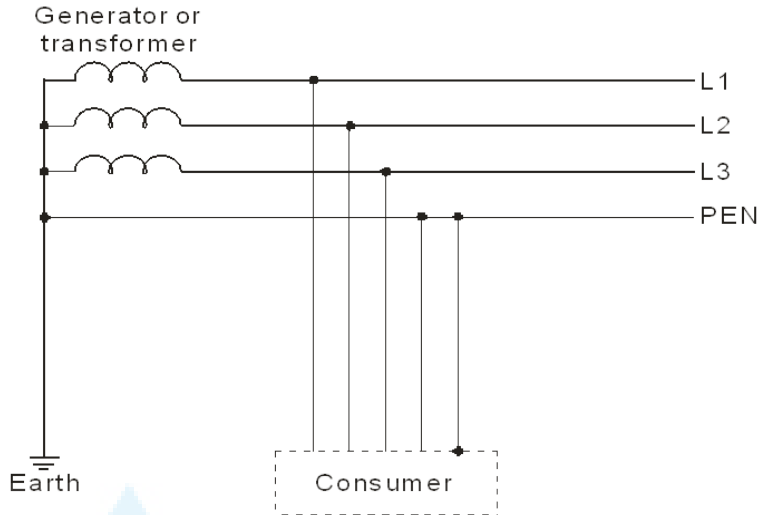 Generator or
transformer
L1
L2
L3
PEN
Earth
Consumer